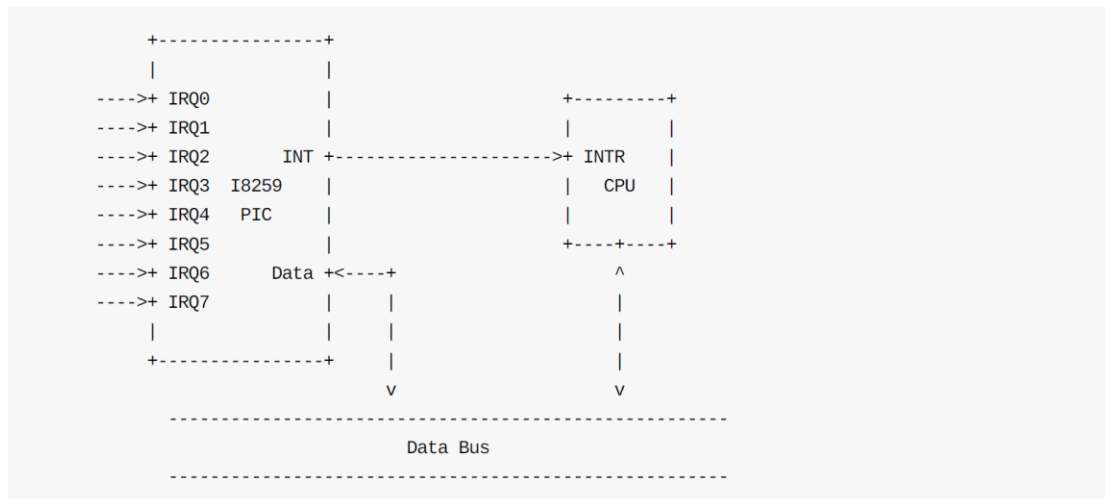 IRQ0
IRQ1
IRQ2 INT INTR
IRQ3 I8259 CPU
IRQ4 PIC
IRQ5
IRQ6 Data
IRQ7
Data Bus